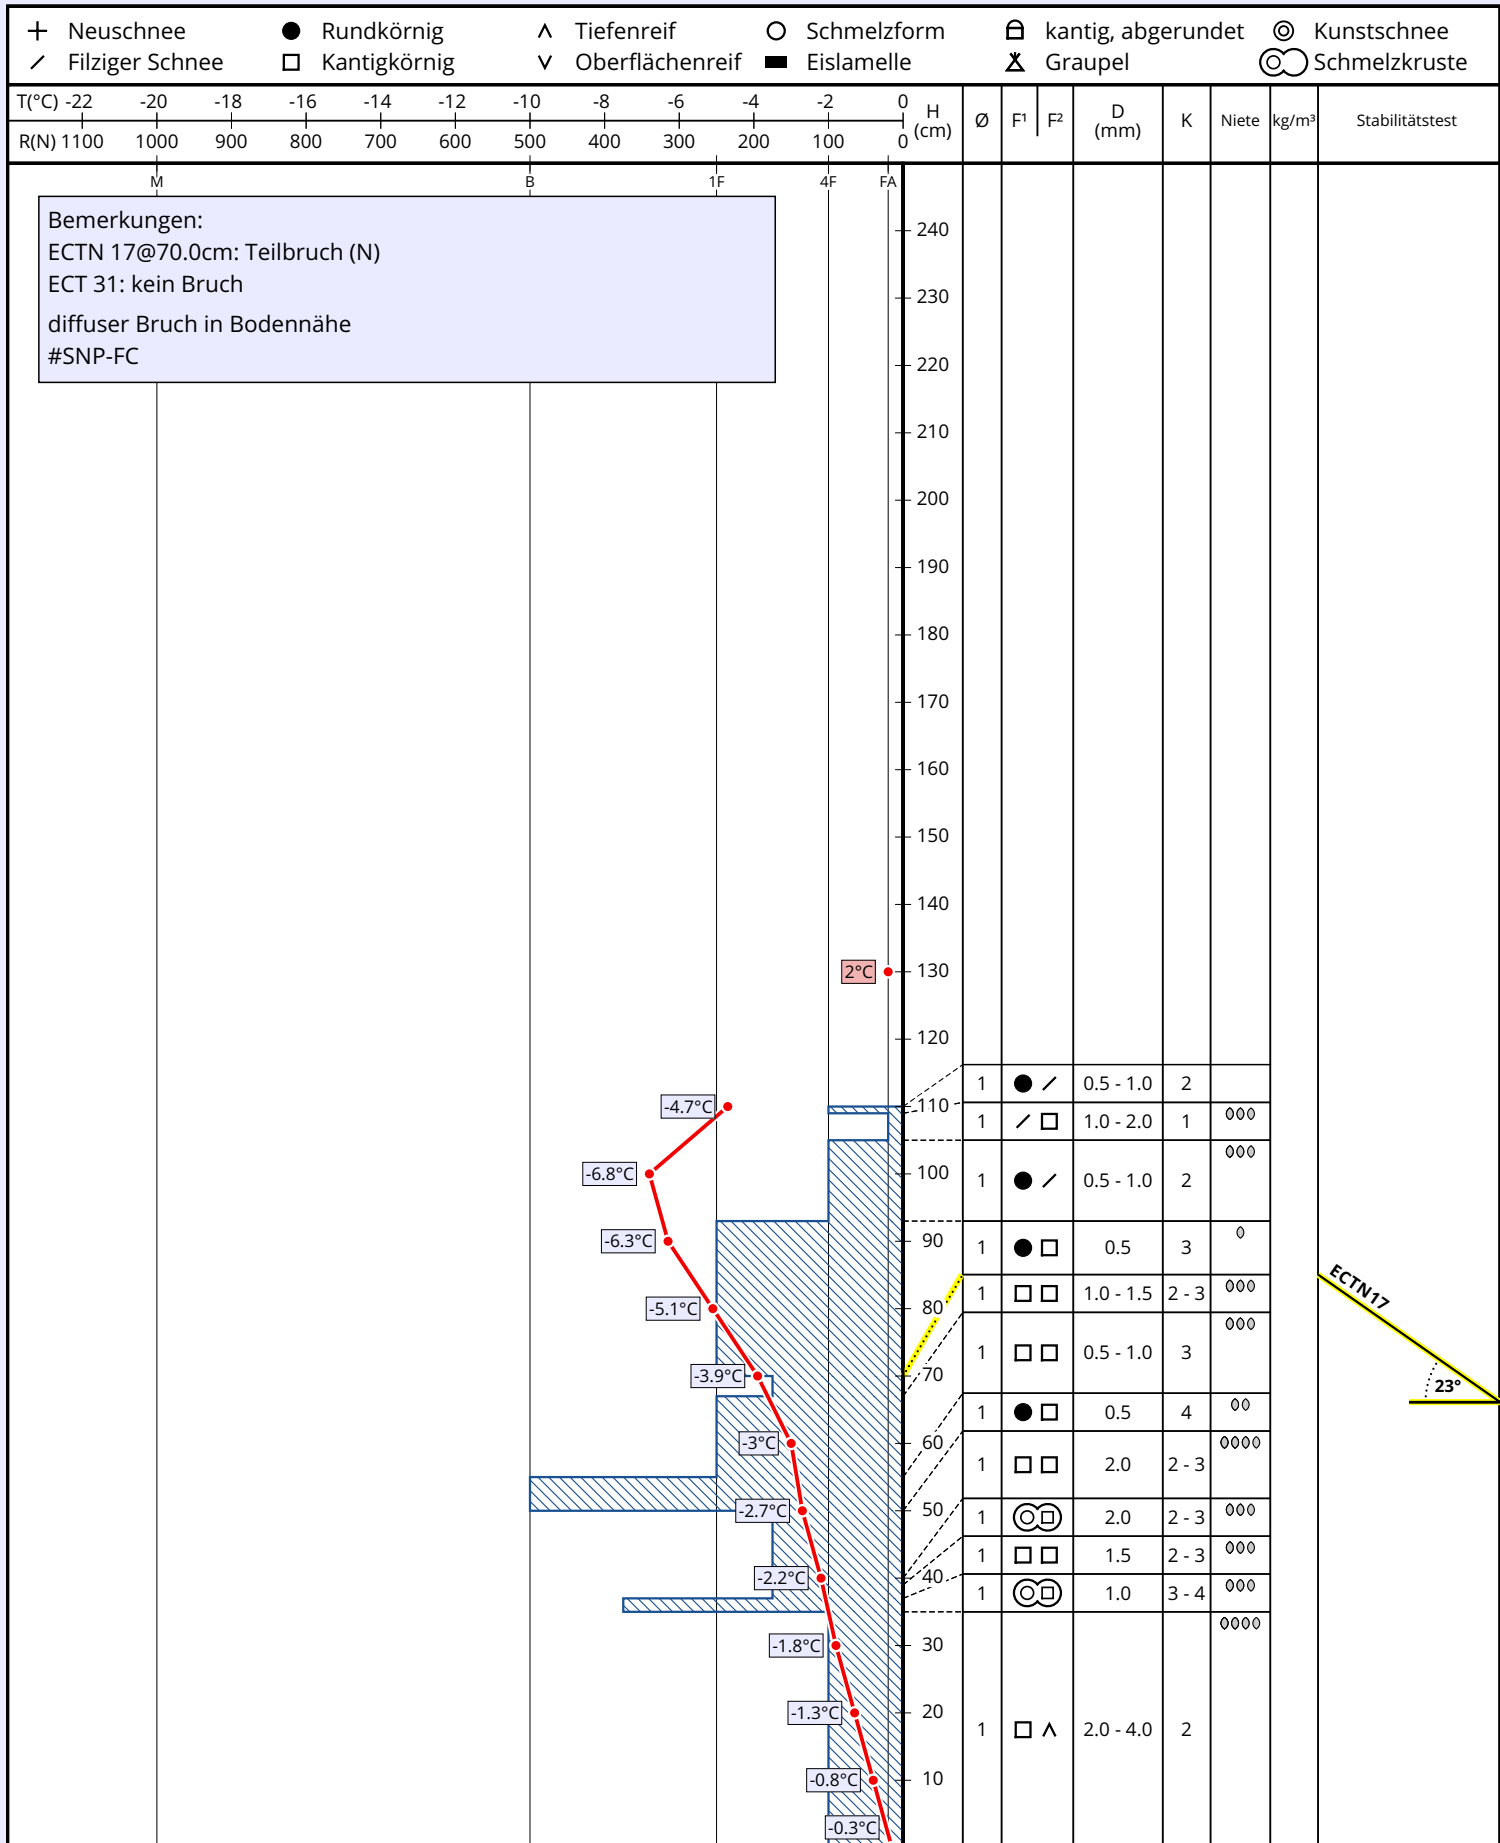 Neuschnee Rundkörnig Tiefenreif Schmelzform kantig, abgerundet Kunstschnee
Filziger Schnee Kantigkörnig Oberflächenreif Eislamelle Graupel Schmelzkruste
T(°C) -22 -20 -18 -16 -14 -12 -10 -8 -6 -4 -2 0
R(N) 1100 1000 900 800 700 600 500 400 300 200 100 0
H (cm) Ø F¹ F² D (mm) K Niete kg/m³ Stabilitätstest
M B 1F 4F FA
Bemerkungen:
ECTN 17@70.0cm: Teilbruch (N)
ECT 31: kein Bruch
diffuser Bruch in Bodennähe
#SNP-FC
240
230
220
210
200
190
180
170
160
150
140
2°C 130
120
1 0.5 - 1.0 2
-4.7°C 110
1 1.0 - 2.0 1
-6.8°C 100 1 0.5 - 1.0 2
-6.3°C 90 1 0.5 3
1 1.0 - 1.5 2 - 3 ECTN17
-5.1°C 80
1 0.5 - 1.0 3
-3.9°C 70 23°
1 0.5 4
-3°C 60
1 2.0 2 - 3
-2.7°C 50 1 2.0 2 - 3
1 1.5 2 - 3
-2.2°C 40
1 1.0 3 - 4
-1.8°C 30
-1.3°C 20
1 2.0 - 4.0 2
-0.8°C 10
-0.3°C